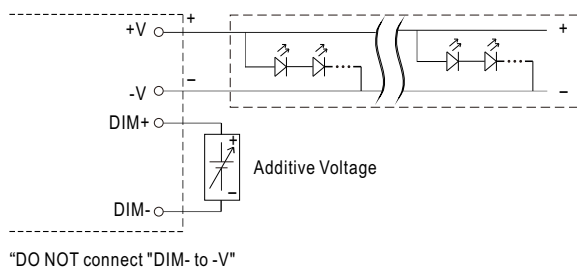 +V
+
+
-V
−
−
DIM+
+
Additive Voltage
−
DIM-
“DO NOT connect "DIM- to -V"